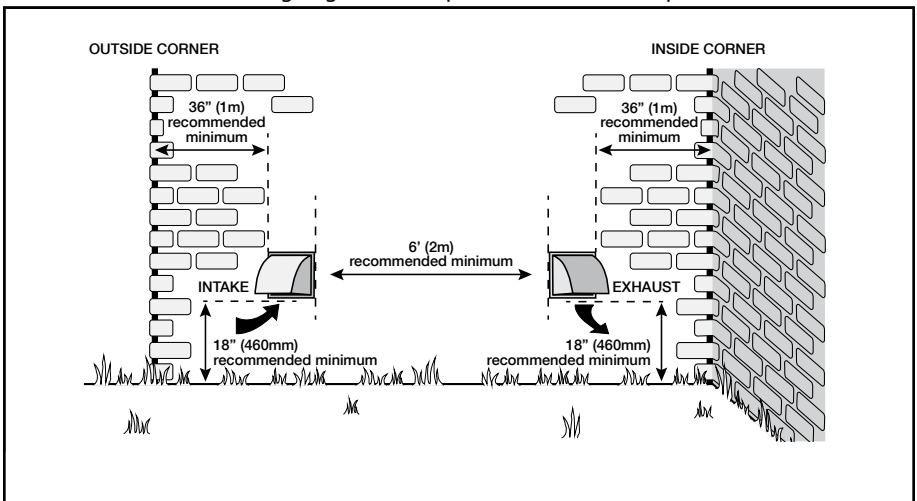 OUTSIDE CORNER
INSIDE CORNER
36” (1m)
recommended
minimum
36” (1m)
recommended
minimum
6’ (2m)
recommended minimum
INTAKE
EXHAUST
18” (460mm)
recommended minimum
18” (460mm)
recommended minimum